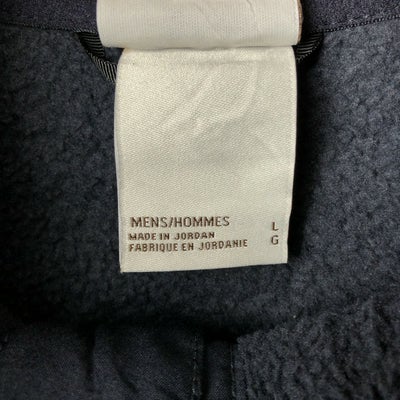 MENS/HOMMES L
MADE IN JORDAN G
FABRIQUE EN JORDANIE